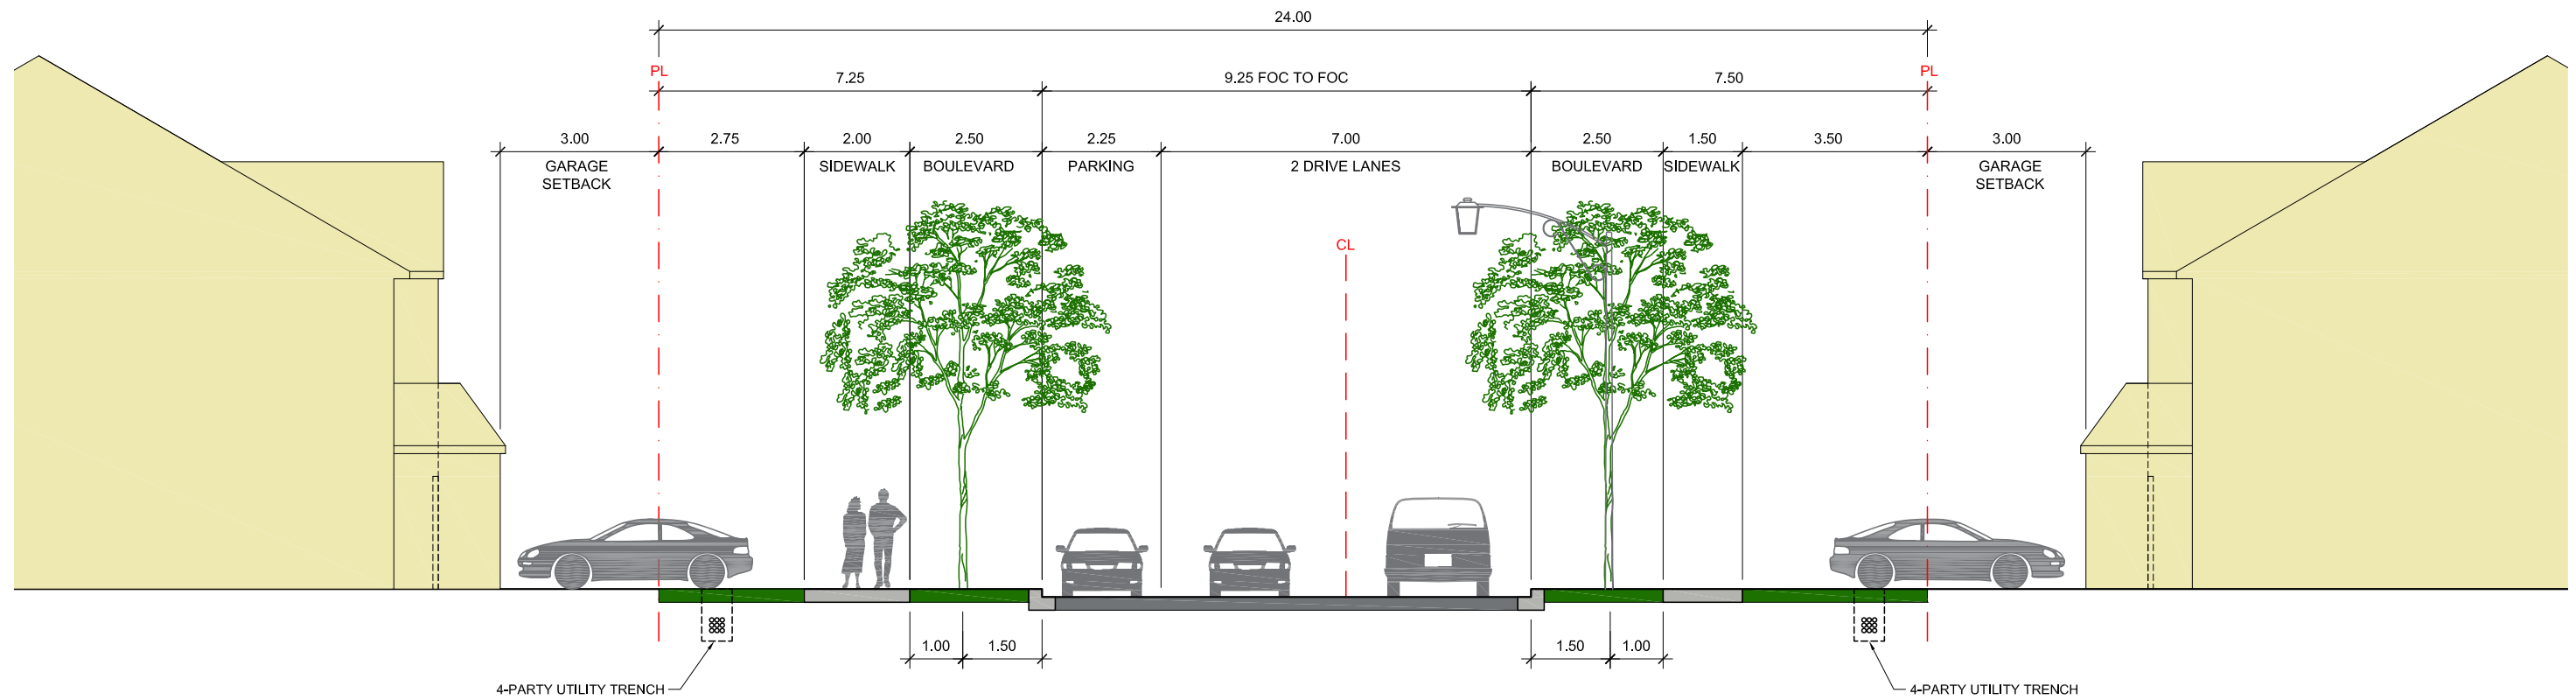 24.00
PL
7.25
9.25 FOC TO FOC
7.50
PL
3.00
2.75
2.00
2.50
2.25
7.00
2.50
1.50
3.50
3.00
GARAGE
SETBACK
SIDEWALK
BOULEVARD
PARKING
2 DRIVE LANES
BOULEVARD
SIDEWALK
GARAGE
SETBACK
CL
1.00
1.50
1.50
1.00
4-PARTY UTILITY TRENCH
4-PARTY UTILITY TRENCH